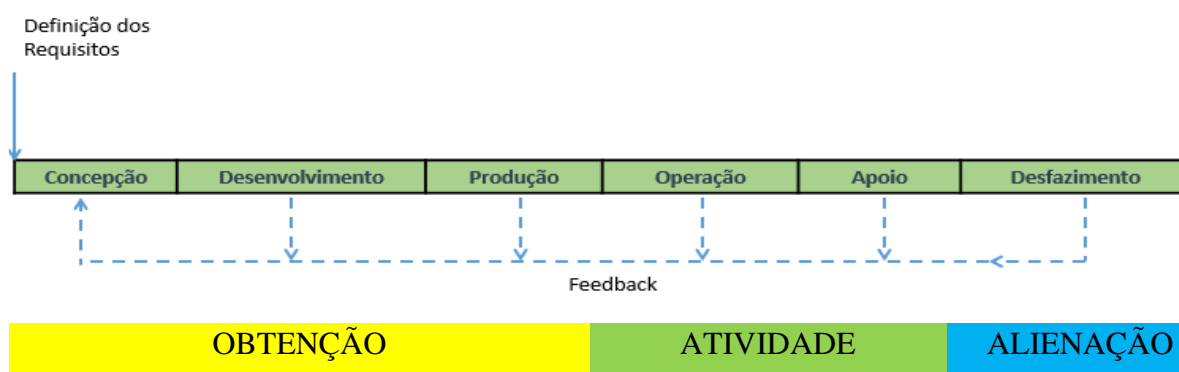 Definição dos
Requisitos
Concepção Desenvolvimento Produção Operação Apoio Desfazimento
Feedback
OBTENÇÃO ATIVIDADE ALIENAÇÃO